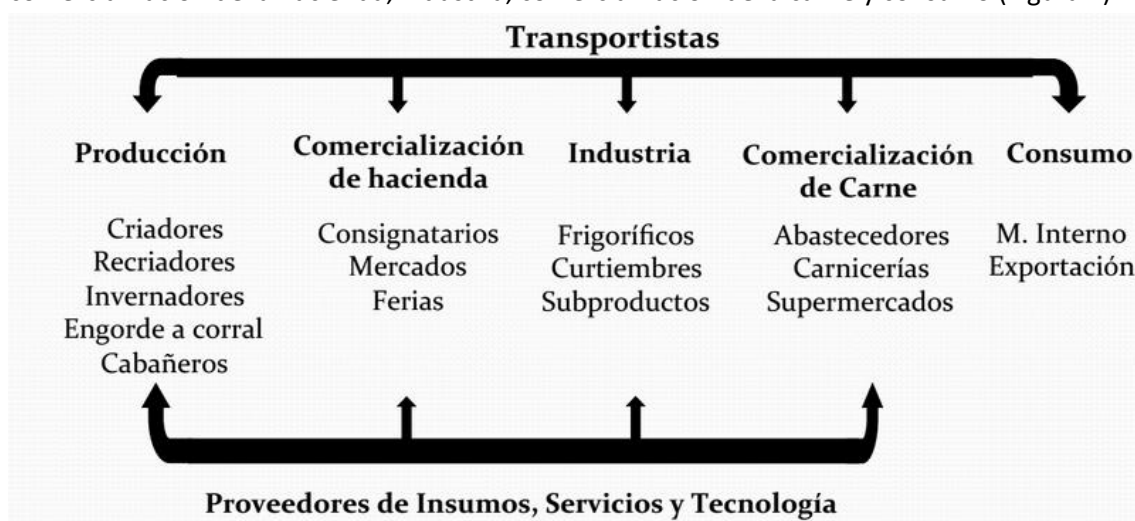 Transportistas
Producción
Comercialización
de hacienda
Industria
Comercialización
de Carne
Consumo
Criadores
Recriadores
Invernadores
Engorde a corral
Cabañeros
Consignatarios
Mercados
Ferias
Frigoríficos
Curtiembres
Subproductos
Abastecedores
Carnicerías
Supermercados
M. Interno
Exportación
Proveedores de Insumos, Servicios y Tecnología